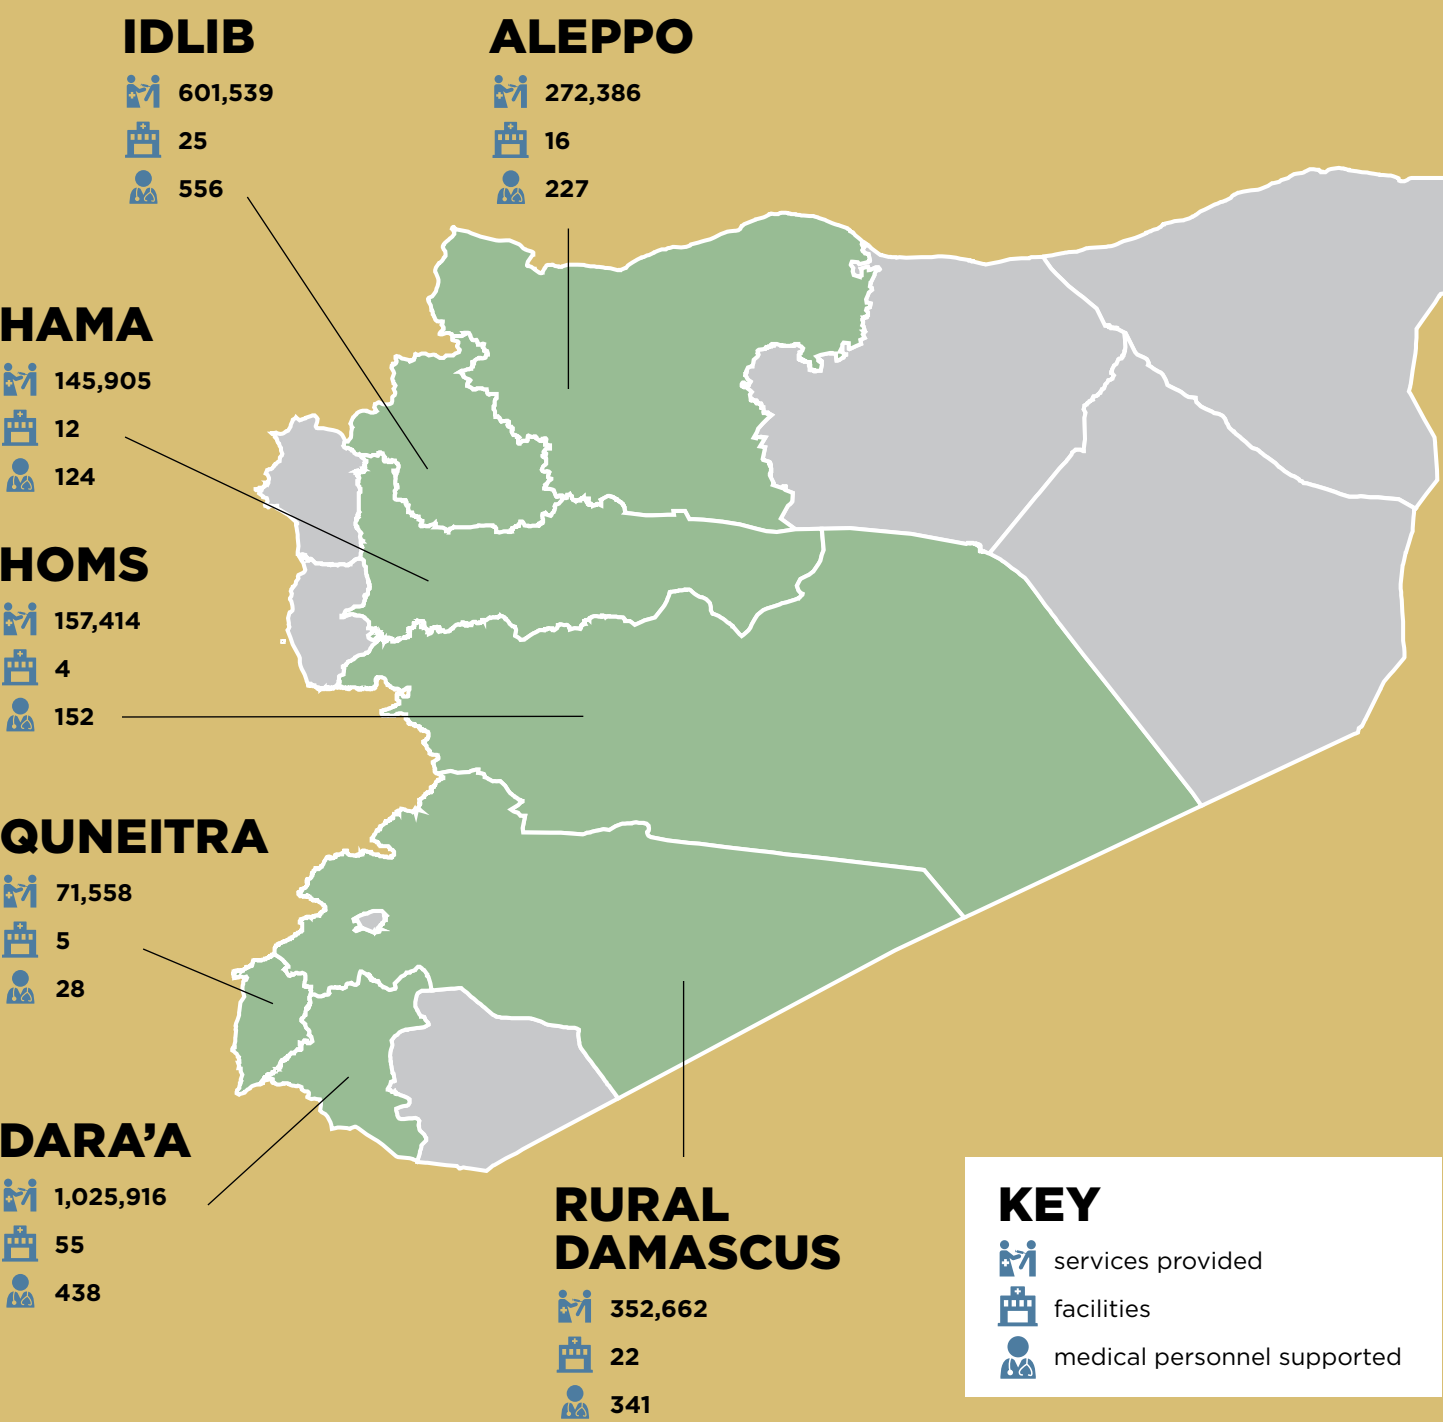 IDLIB
601,539
25
556
ALEPPO
272,386
16
227
HAMA
145,905
12
124
HOMS
157,414
4
152
QUNEITRA
71,558
5
28
DARA’A
1,025,916
55
438
RURAL
DAMASCUS
352,662
22
341
KEY
services provided
facilities
medical personnel supported